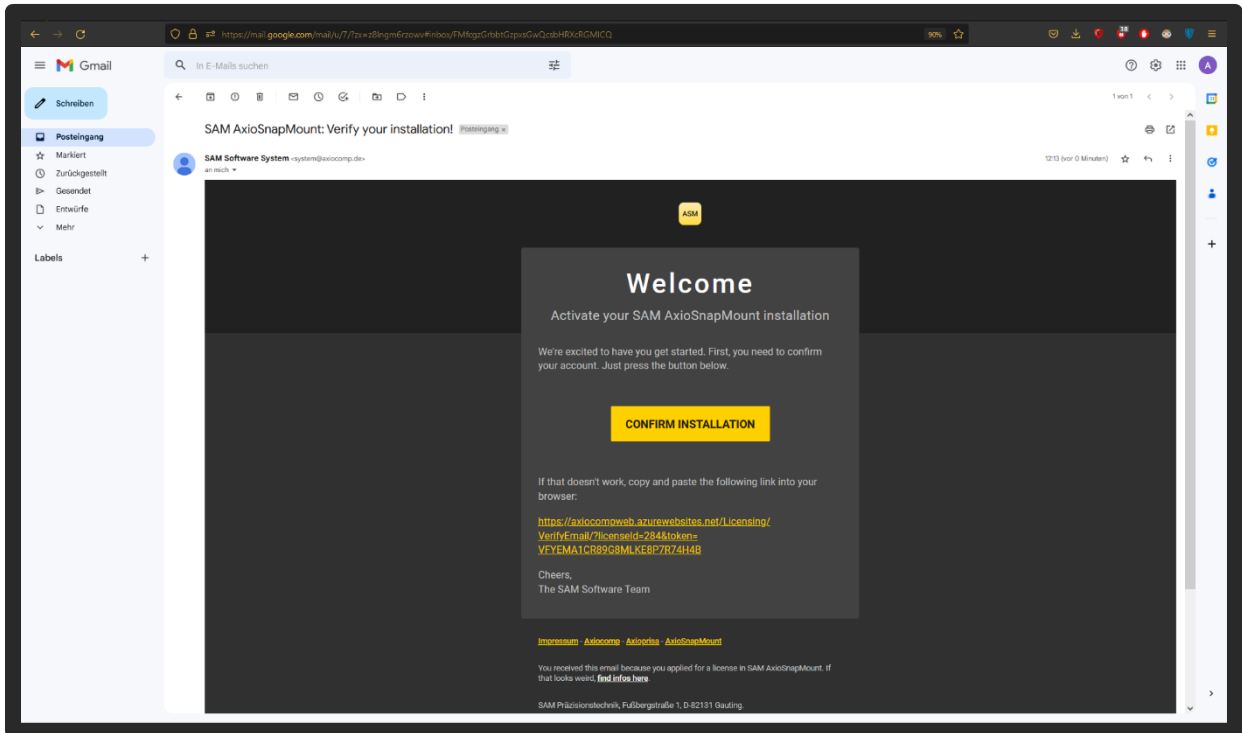 https://mail.google.com/mail/u/7/?zx=z8lngm6rzowv#inbox/FMfcgzGrbbtGzpxsGwQcsbHRXcRGMlCQ
90%
38
Gmail
In E-Mails suchen
A
Schreiben
1 von 1
Posteingang
Markiert
Zurückgestellt
Gesendet
Entwürfe
Mehr
Labels
SAM AxioSnapMount: Verify your installation! Posteingang ×
SAM Software System <system@axiocomp.de>
12:13 (vor 0 Minuten)
an mich
ASM
Welcome
Activate your SAM AxioSnapMount installation
We're excited to have you get started. First, you need to confirm
your account. Just press the button below.
CONFIRM INSTALLATION
If that doesn't work, copy and paste the following link into your
browser:
https://axiocompweb.azurewebsites.net/Licensing/
VerifyEmail/?licenseId=284&token=
VFYEMA1CR89G8MLKE8P7R74H4B
Cheers,
The SAM Software Team
Impressum - Axiocomp - Axioprisa - AxioSnapMount
You received this email because you applied for a license in SAM AxioSnapMount. If
that looks weird, find infos here.
SAM Präzisionstechnik, Fußbergstraße 1, D-82131 Gauting.